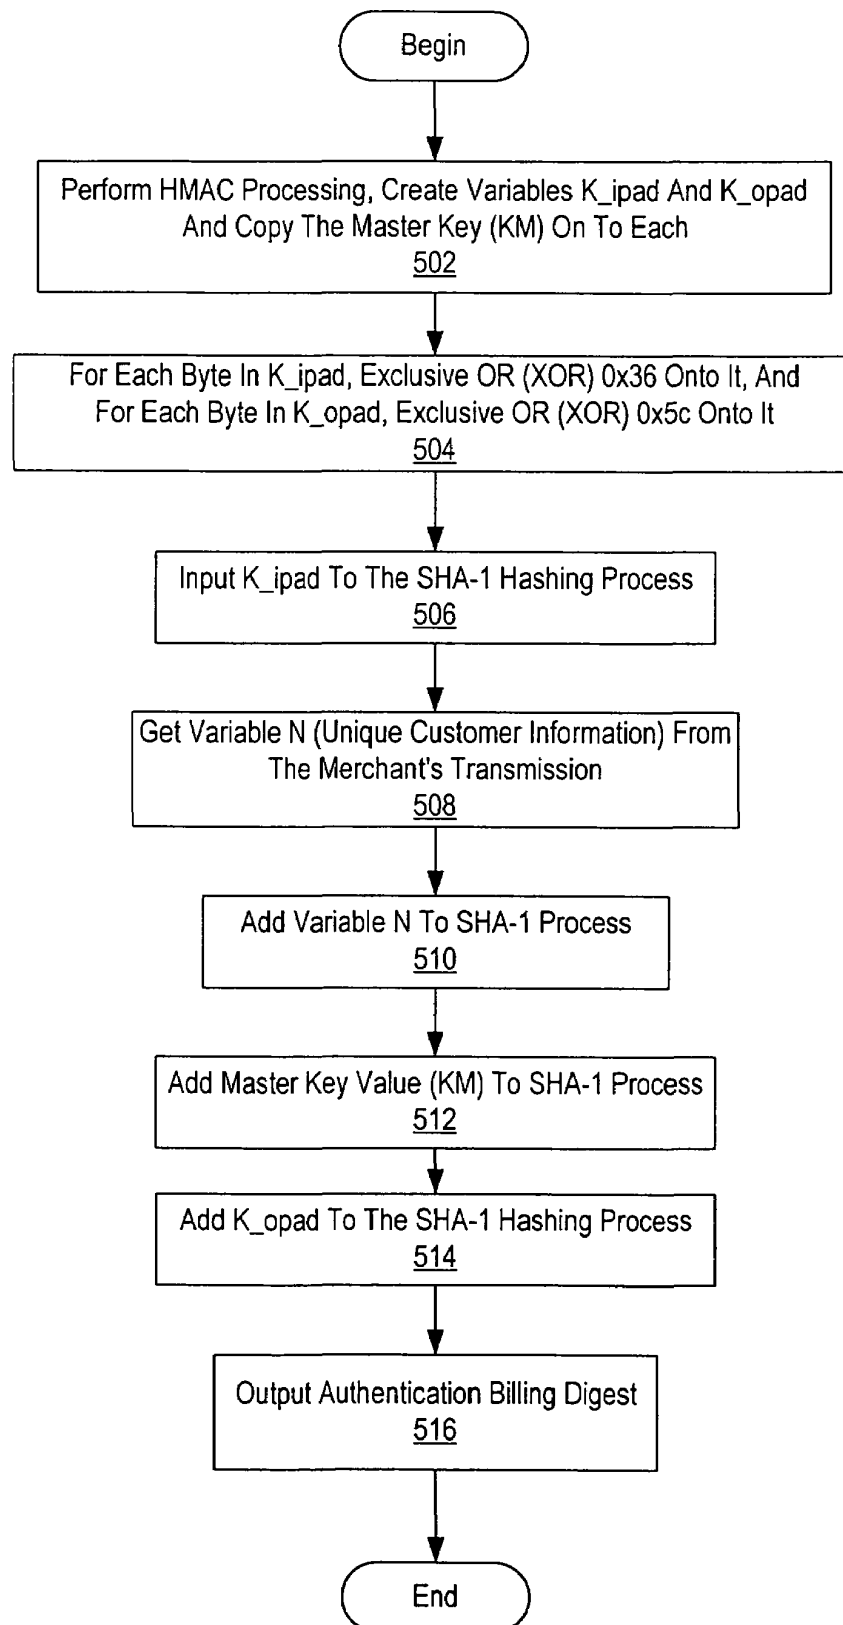 Begin
Perform HMAC Processing, Create Variables K_ipad And K_opad
And Copy The Master Key (KM) On To Each
502
For Each Byte In K_ipad, Exclusive OR (XOR) 0x36 Onto It, And
For Each Byte In K_opad, Exclusive OR (XOR) 0x5c Onto It
504
Input K_ipad To The SHA-1 Hashing Process
506
Get Variable N (Unique Customer Information) From
The Merchant's Transmission
508
Add Variable N To SHA-1 Process
510
Add Master Key Value (KM) To SHA-1 Process
512
Add K_opad To The SHA-1 Hashing Process
514
Output Authentication Billing Digest
516
End